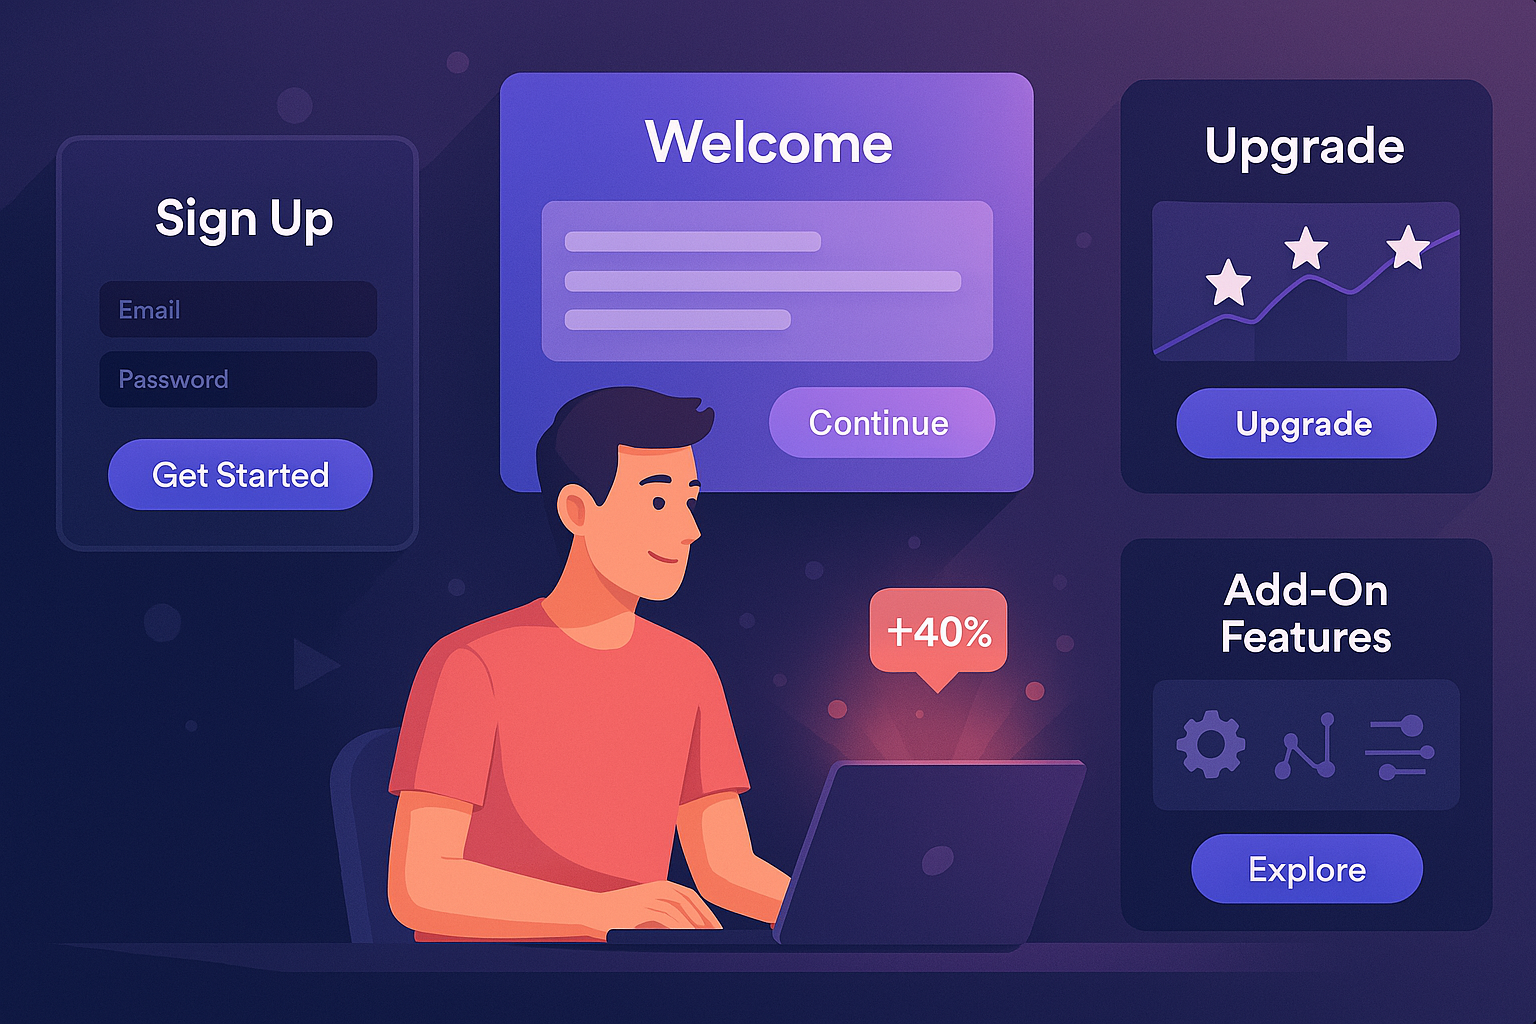 Sign Up
Email
Password
Get Started
Welcome
Continue
Upgrade
Upgrade
+40%
Add-On
Features
Explore